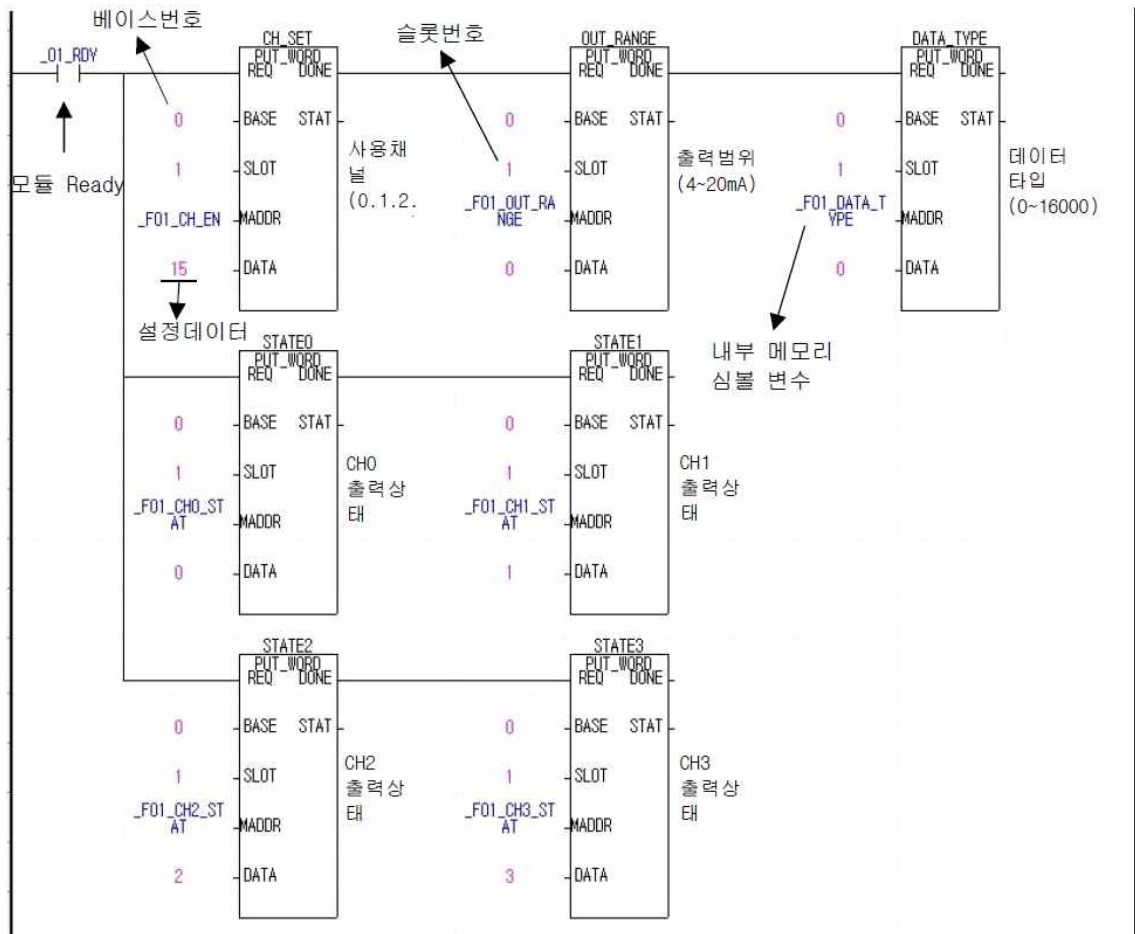 베이스번호
슬롯번호
_01_RDY
모듈 Ready
CH_SET
PUT_WORD
REQ DONE
0 BASE STAT
1 SLOT
_F01_CH_EN MADDR
15 DATA
설정데이터
사용채
널
(0.1.2.
OUT_RANGE
PUT_WORD
REQ DONE
0 BASE STAT
1 SLOT
_F01_OUT_RA
NGE MADDR
0 DATA
출력범위
(4~20mA)
DATA_TYPE
PUT_WORD
REQ DONE
0 BASE STAT
1 SLOT
_F01_DATA_T
YPE MADDR
0 DATA
데이터
타입
(0~16000)
내부 메모리
심볼 변수
STATE0
PUT_WORD
REQ DONE
0 BASE STAT
1 SLOT
_F01_CH0_ST
AT MADDR
0 DATA
CH0
출력상
태
STATE1
PUT_WORD
REQ DONE
0 BASE STAT
1 SLOT
_F01_CH1_ST
AT MADDR
1 DATA
CH1
출력상
태
STATE2
PUT_WORD
REQ DONE
0 BASE STAT
1 SLOT
_F01_CH2_ST
AT MADDR
2 DATA
CH2
출력상
태
STATE3
PUT_WORD
REQ DONE
0 BASE STAT
1 SLOT
_F01_CH3_ST
AT MADDR
3 DATA
CH3
출력상
태